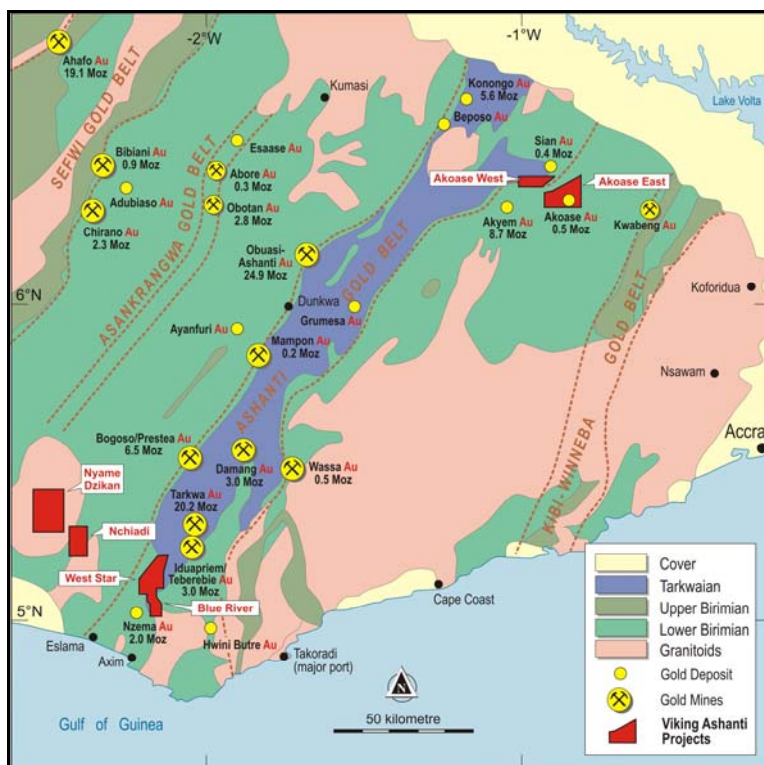 -2°W
-1°W
Ahafo Au
19.1 Moz
Kumasi
Konongo Au
5.6 Moz
Lake Volta
SEFWI GOLD BELT
Beposo Au
Bibiani Au
0.9 Moz
Esaase Au
Sian Au
0.4 Moz
Abore Au
0.3 Moz
Akoase West
Akoase East
Adubiaso Au
Obotan Au
2.8 Moz
Chirano Au
2.3 Moz
Akyem Au
8.7 Moz
Akoase Au
0.5 Moz
Kwabeng Au
ASANKRANGWA GOLD BELT
Obuasi-
Ashanti Au
24.9 Moz
6°N
Dunkwa
Grumesa Au
Koforidua
Ayanfuri Au
Mampon Au
0.2 Moz
ASHANTI GOLD BELT
Nsawam
KIBI-WINNEBA GOLD BELT
Accra
Bogoso/Prestea Au
6.5 Moz
Damang Au
3.0 Moz
Wassa Au
0.5 Moz
Nyame
Dzikan
Tarkwa Au
20.2 Moz
Nchiadi
Iduapriem/
Teberebie Au
3.0 Moz
West Star
Blue River
5°N
Cape Coast
Nzema Au
2.0 Moz
Hwini Butre Au
Eslama
Axim
Takoradi
(major port)
Gulf of Guinea
N
50 kilometre
Cover
Tarkwaian
Upper Birimian
Lower Birimian
Granitoids
Gold Deposit
Gold Mines
Viking Ashanti
Projects